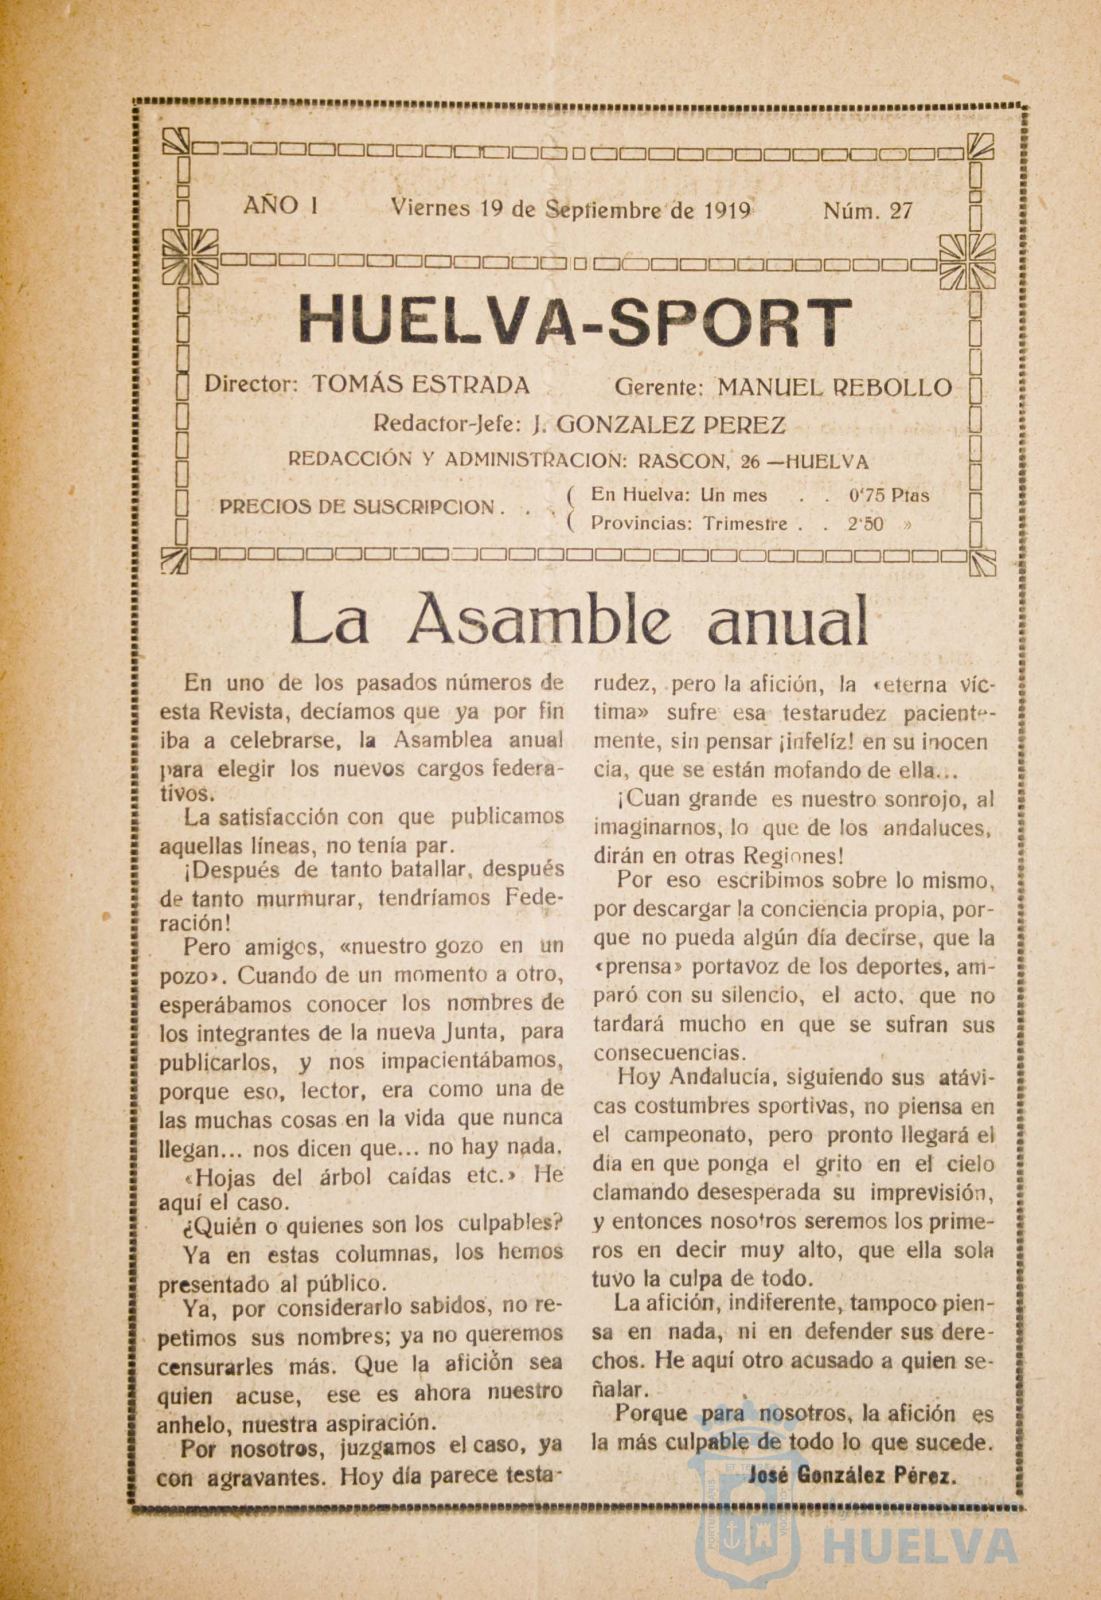 AÑO I Viernes 19 de Septiembre de 1919 Núm. 27
HUELVA-SPORT
Director: TOMÁS ESTRADA Gerente: MANUEL REBOLLO
Redactor-Jefe: J. GONZALEZ PEREZ
REDACCIÓN Y ADMINISTRACION: RASCON, 26 —HUELVA
PRECIOS DE SUSCRIPCION . . . ( En Huelva: Un mes . . 0'75 Ptas
( Provincias: Trimestre . . 2'50 »
La Asamble anual
En uno de los pasados números de
esta Revista, decíamos que ya por fin
iba a celebrarse, la Asamblea anual
para elegir los nuevos cargos federa-
tivos.
La satisfacción con que publicamos
aquellas líneas, no tenía par.
¡Después de tanto batallar, después
de tanto murmurar, tendríamos Fede-
ración!
Pero amigos, «nuestro gozo en un
pozo». Cuando de un momento a otro,
esperábamos conocer los nombres de
los integrantes de la nueva Junta, para
publicarlos, y nos impacientábamos,
porque eso, lector, era como una de
las muchas cosas en la vida que nunca
llegan... nos dicen que... no hay nada.
«Hojas del árbol caídas etc.» He
aquí el caso.
¿Quién o quienes son los culpables?
Ya en estas columnas, los hemos
presentado al público.
Ya, por considerarlo sabidos, no re-
petimos sus nombres; ya no queremos
censurarles más. Que la afición sea
quien acuse, ese es ahora nuestro
anhelo, nuestra aspiración.
Por nosotros, juzgamos el caso, ya
con agravantes. Hoy día parece testa-
rudez, pero la afición, la «eterna víc-
tima» sufre esa testarudez paciente-
mente, sin pensar ¡infelíz! en su inocen
cia, que se están mofando de ella...
¡Cuan grande es nuestro sonrojo, al
imaginarnos, lo que de los andaluces,
dirán en otras Regiones!
Por eso escribimos sobre lo mismo,
por descargar la conciencia propia, por-
que no pueda algún día decirse, que la
«prensa» portavoz de los deportes, am-
paró con su silencio, el acto, que no
tardará mucho en que se sufran sus
consecuencias.
Hoy Andalucía, siguiendo sus atávi-
cas costumbres sportivas, no piensa en
el campeonato, pero pronto llegará el
día en que ponga el grito en el cielo
clamando desesperada su imprevisión,
y entonces nosotros seremos los prime-
ros en decir muy alto, que ella sola
tuvo la culpa de todo.
La afición, indiferente, tampoco pien-
sa en nada, ni en defender sus dere-
chos. He aquí otro acusado a quien se-
ñalar.
Porque para nosotros, la afición es
la más culpable de todo lo que sucede.
José González Pérez.
HUELVA